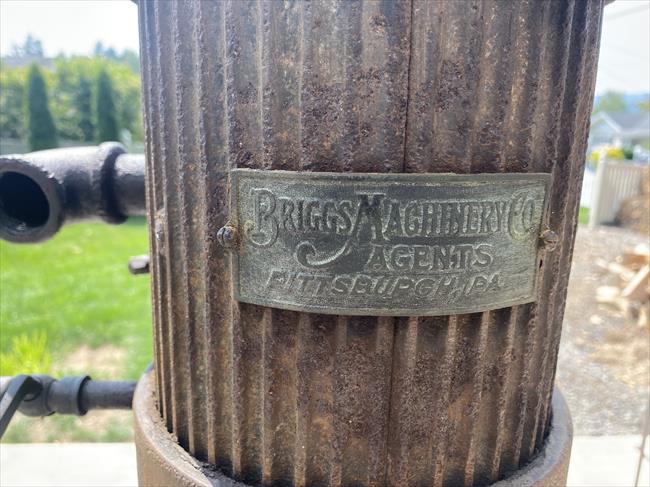 BRIGGS MACHINERY CO
AGENTS
PITTSBURGH, PA.